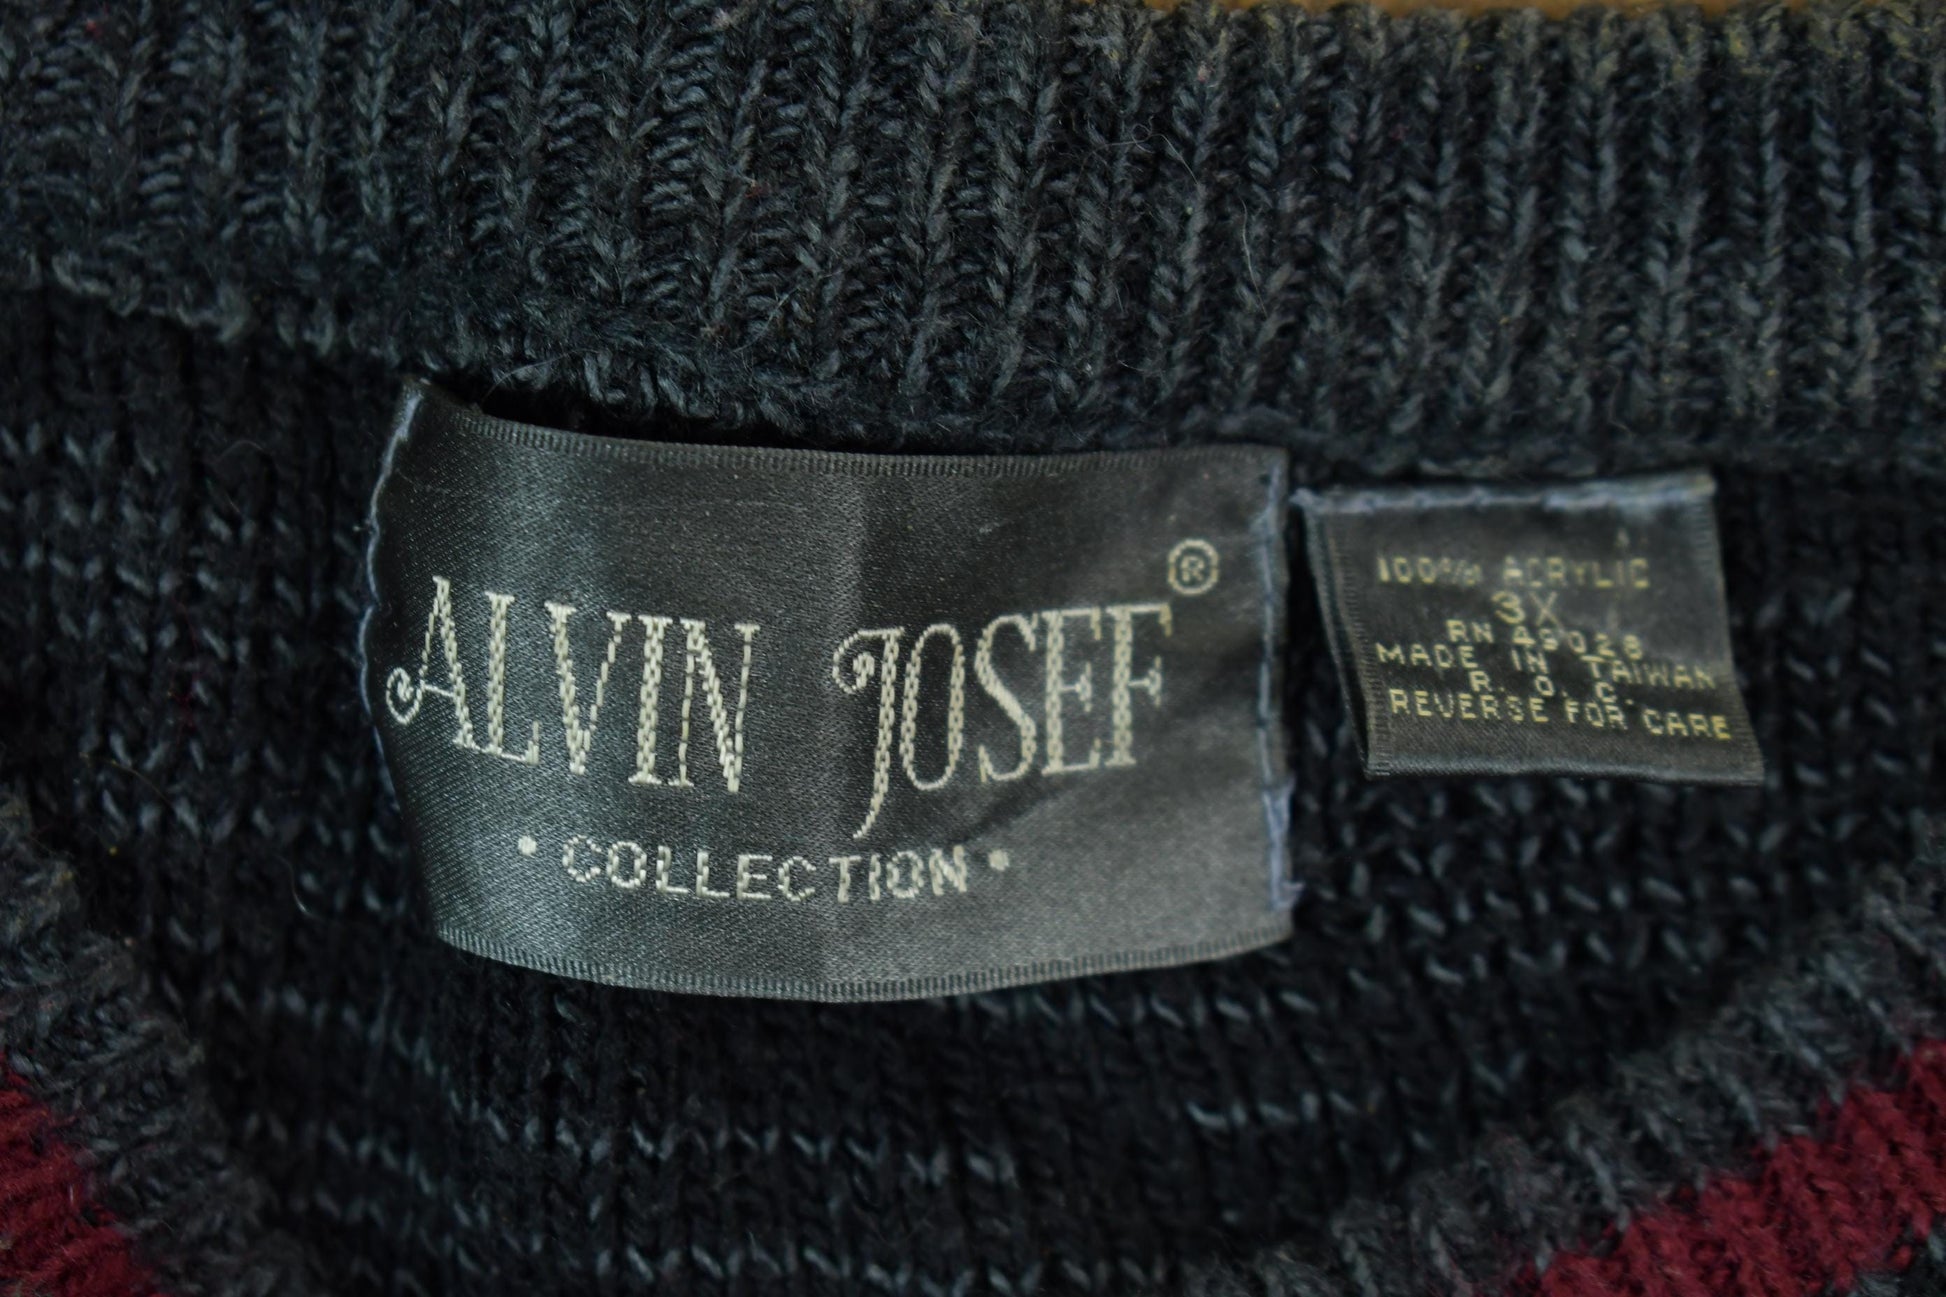 ALVIN JOSEF®
• COLLECTION •
100% ACRYLIC
3X
RN 49028
MADE IN TAIWAN
R. O. C.
REVERSE FOR CARE